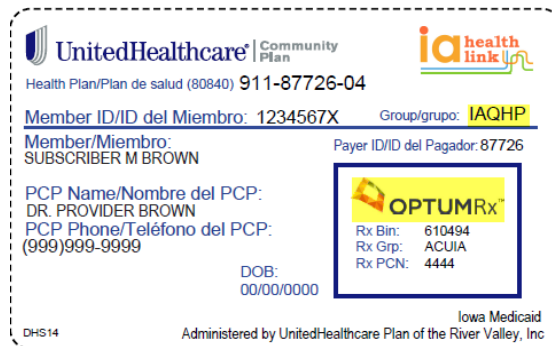 UnitedHealthcare® Community Plan
ia health link
Health Plan/Plan de salud (80840) 911-87726-04
Member ID/ID del Miembro: 1234567X Group/grupo: IAQHP
Member/Miembro: Payer ID/ID del Pagador: 87726
SUBSCRIBER M BROWN
PCP Name/Nombre del PCP:
DR. PROVIDER BROWN
PCP Phone/Teléfono del PCP:
(999)999-9999
DOB:
00/00/0000
OPTUMRx™
Rx Bin: 610494
Rx Grp: ACUIA
Rx PCN: 4444
Iowa Medicaid
DHS14 Administered by UnitedHealthcare Plan of the River Valley, Inc